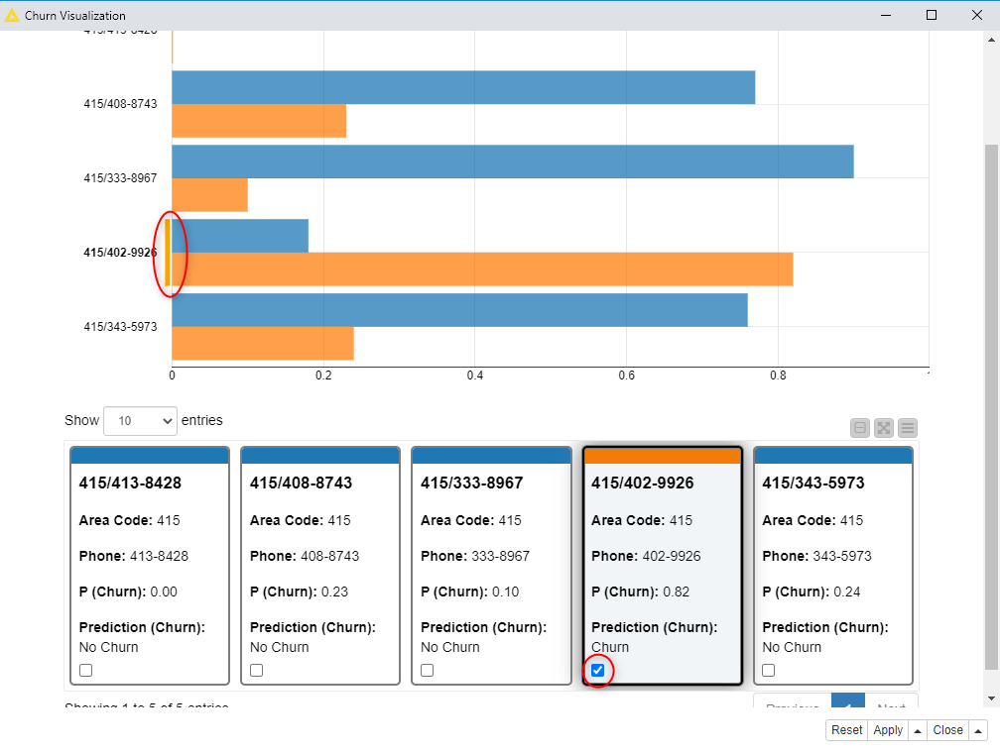 Churn Visualization
415/413-8428
415/408-8743
415/333-8967
415/402-9926
415/343-5973
0 0.2 0.4 0.6 0.8
Show 10 entries
415/413-8428
Area Code: 415
Phone: 413-8428
P (Churn): 0.00
Prediction (Churn):
No Churn
415/408-8743
Area Code: 415
Phone: 408-8743
P (Churn): 0.23
Prediction (Churn):
No Churn
415/333-8967
Area Code: 415
Phone: 333-8967
P (Churn): 0.10
Prediction (Churn):
No Churn
415/402-9926
Area Code: 415
Phone: 402-9926
P (Churn): 0.82
Prediction (Churn):
Churn
415/343-5973
Area Code: 415
Phone: 343-5973
P (Churn): 0.24
Prediction (Churn):
No Churn
Showing 1 to 5 of 5 entries
Previous 1 Next
Reset Apply Close